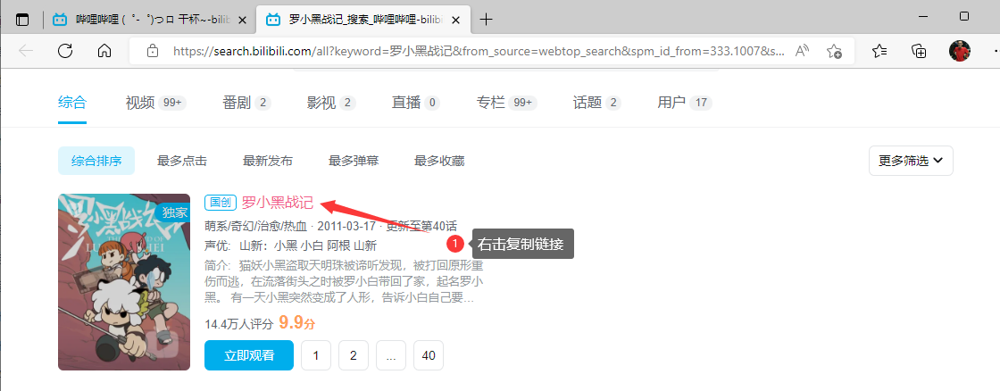 哔哩哔哩 (゜-゜)つロ 干杯~-bili
罗小黑战记_搜索_哔哩哔哩-bilibi
https://search.bilibili.com/all?keyword=罗小黑战记&from_source=webtop_search&spm_id_from=333.1007&s...
综合 视频 99+ 番剧 2 影视 2 直播 0 专栏 99+ 话题 2 用户 17
综合排序 最多点击 最新发布 最多弹幕 最多收藏 更多筛选
独家
国创 罗小黑战记
萌系/奇幻/治愈/热血 · 2011-03-17 · 更新至第40话
声优：山新：小黑 小白 阿根 山新
1 右击复制链接
简介：猫妖小黑盗取天明珠被谛听发现，被打回原形重
伤而逃，在流落街头之时被罗小白带回了家，起名罗小
黑。 有一天小黑突然变成了人形，告诉小白自己要...
14.4万人评分 9.9分
立即观看 1 2 ... 40